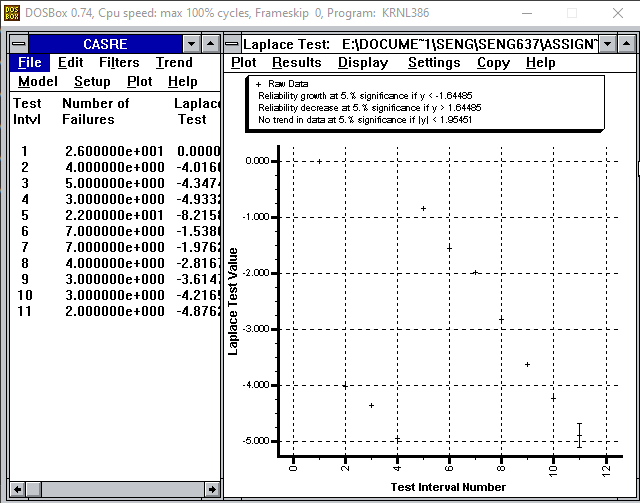 DOSBox 0.74, Cpu speed: max 100% cycles, Frameskip 0, Program: KRNL386
CASRE
File Edit Filters Trend
Model Setup Plot Help
Test Number of Laplac
Intvl Failures Test
1 2.600000e+001 0.0000
2 4.000000e+000 -4.016
3 5.000000e+000 -4.3474
4 3.000000e+000 -4.9332
5 2.200000e+001 -8.2158
6 7.000000e+000 -1.5380
7 7.000000e+000 -1.9762
8 4.000000e+000 -2.8167
9 3.000000e+000 -3.6147
10 3.000000e+000 -4.2165
11 2.000000e+000 -4.8762
Laplace Test: E:\DOCUME~1\SENG\SENG637\ASSIGN
Plot Results Display Settings Copy Help
+ Raw Data
Reliability growth at 5.% significance if y < -1.64485
Reliability decrease at 5.% significance if y > 1.64485
No trend in data at 5.% significance if |y| < 1.95451
Laplace Test Value
0.000
-1.000
-2.000
-3.000
-4.000
-5.000
0 2 4 6 8 10 12
Test Interval Number